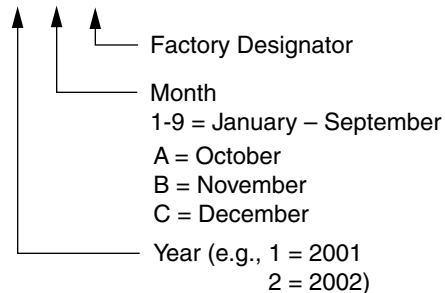 Factory Designator
Month
1-9 = January – September
A = October
B = November
C = December
Year (e.g., 1 = 2001
2 = 2002)